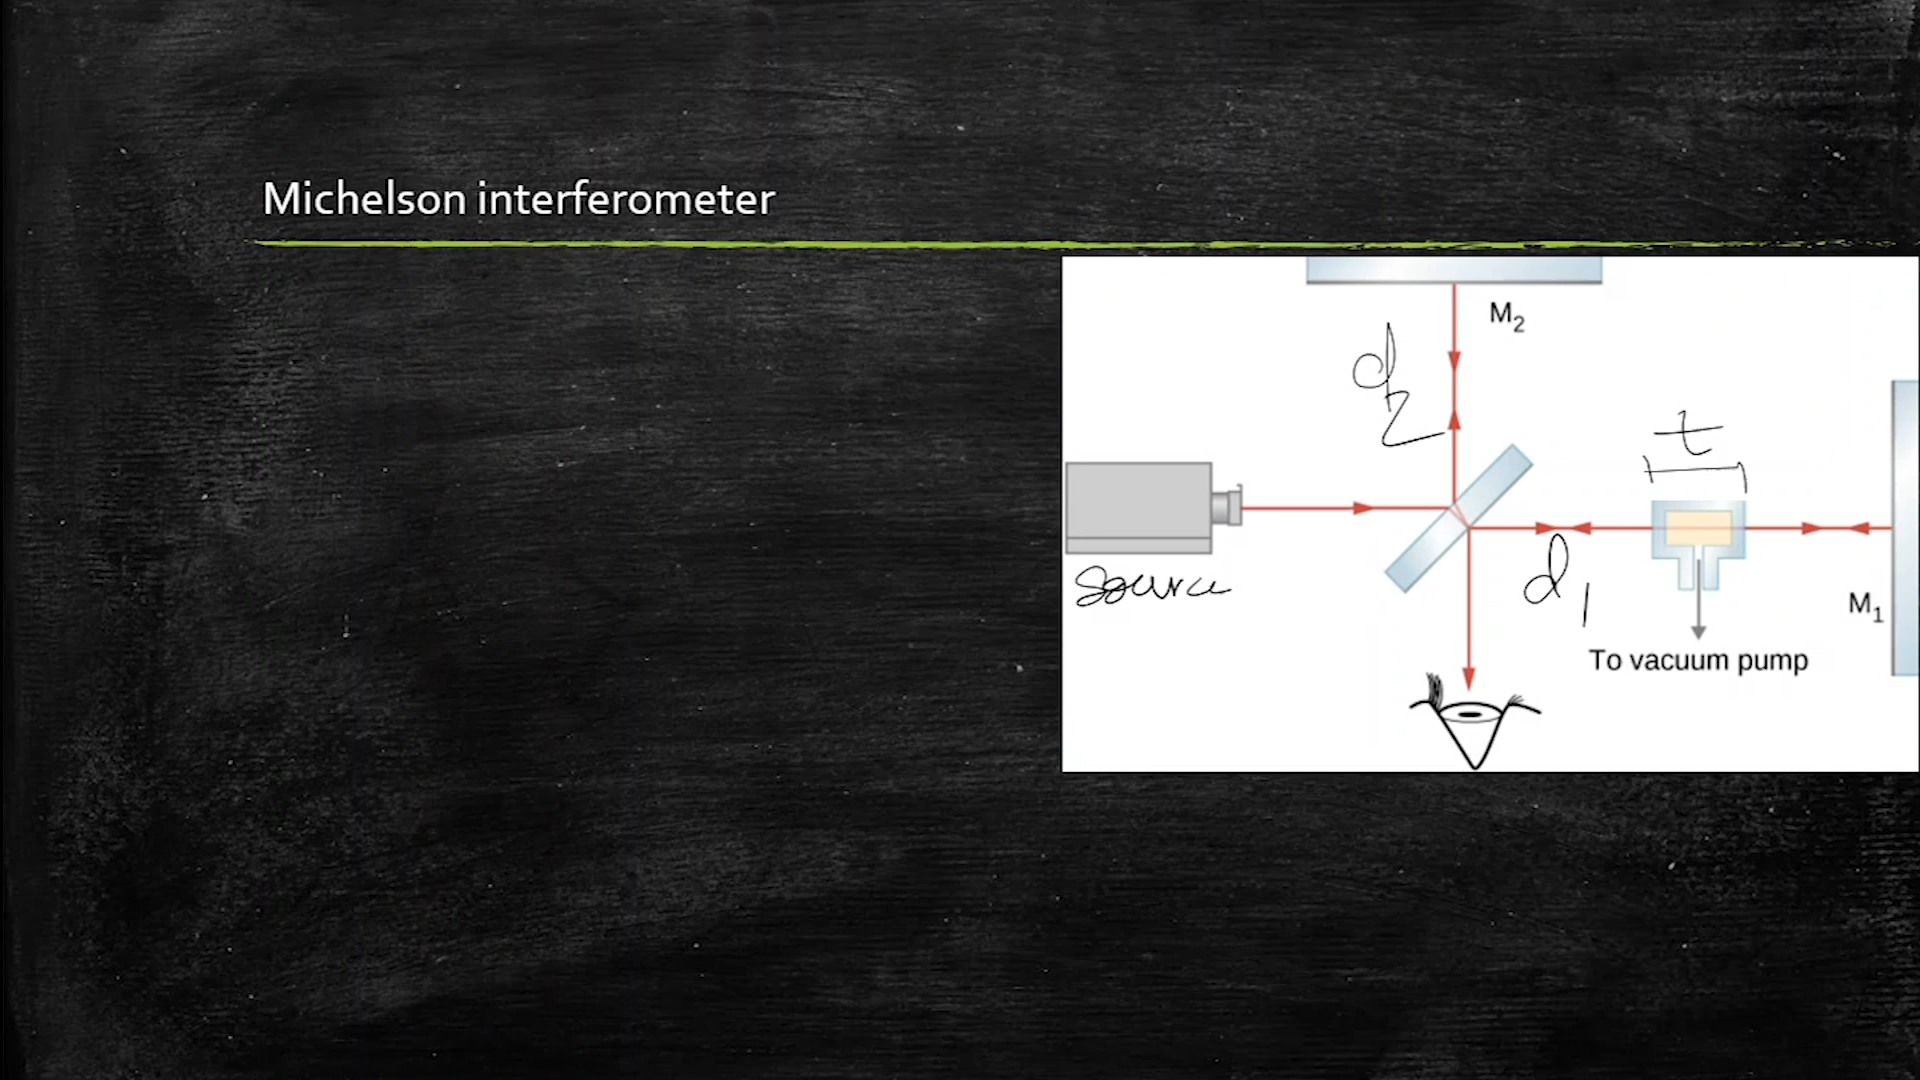 Michelson interferometer
M2
d2
t
Source
d1
M1
To vacuum pump